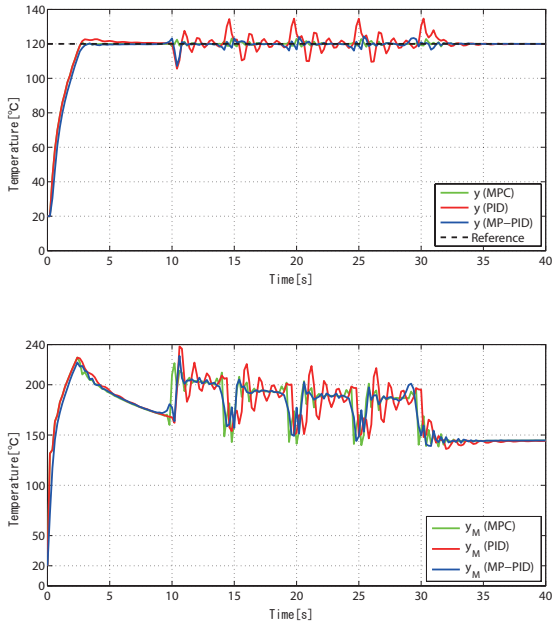 140
120
100
80
60
40
20
0
Temperature[℃]
0 5 10 15 20 25 30 35 40
Time[s]
y (MPC)
y (PID)
y (MP−PID)
Reference
240
200
150
100
50
20
0
Temperature[℃]
0 5 10 15 20 25 30 35 40
Time[s]
y_M (MPC)
y_M (PID)
y_M (MP−PID)